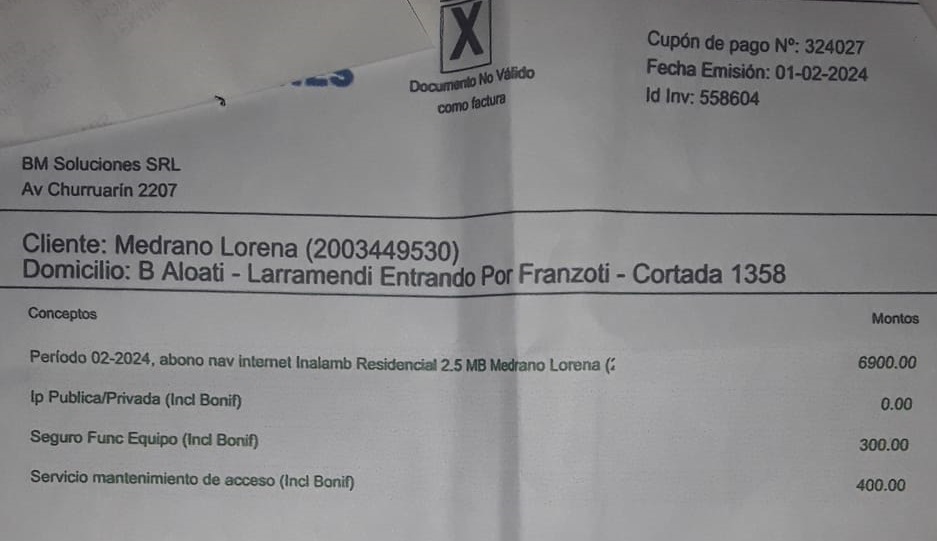 X
Documento No Válido
como factura
Cupón de pago Nº: 324027
Fecha Emisión: 01-02-2024
Id Inv: 558604
BM Soluciones SRL
Av Churruarin 2207
Cliente: Medrano Lorena (2003449530)
Domicilio: B Aloati - Larramendi Entrando Por Franzoti - Cortada 1358
Conceptos Montos
Período 02-2024, abono nav internet Inalamb Residencial 2.5 MB Medrano Lorena (2 6900.00
Ip Publica/Privada (Incl Bonif) 0.00
Seguro Func Equipo (Incl Bonif) 300.00
Servicio mantenimiento de acceso (Incl Bonif) 400.00